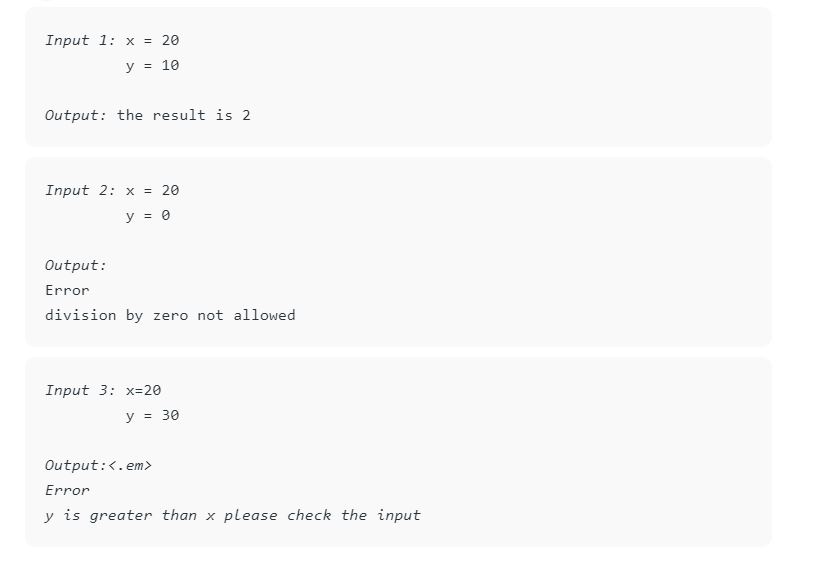 Input 1: x = 20
y = 10
Output: the result is 2
Input 2: x = 20
y = 0
Output:
Error
division by zero not allowed
Input 3: x=20
y = 30
Output:<.em>
Error
y is greater than x please check the input